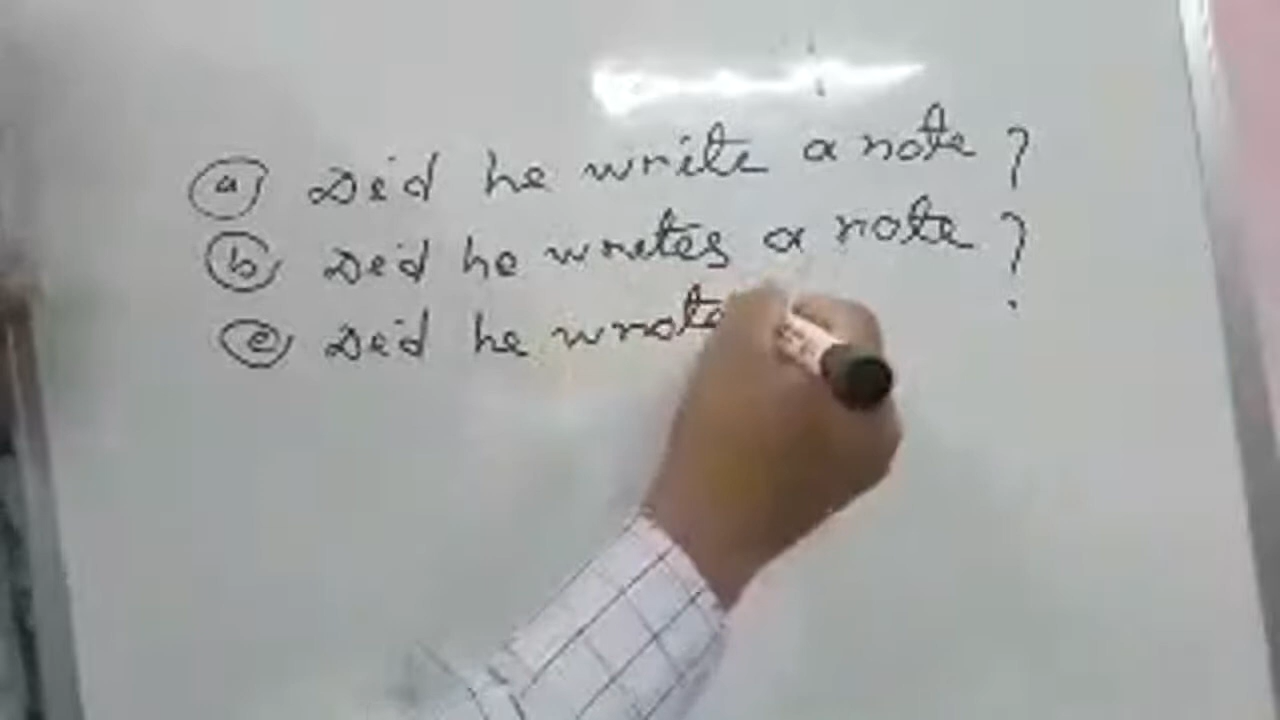 (a) Did he write a note?
(b) Did he writes a note?
(c) Did he wrote